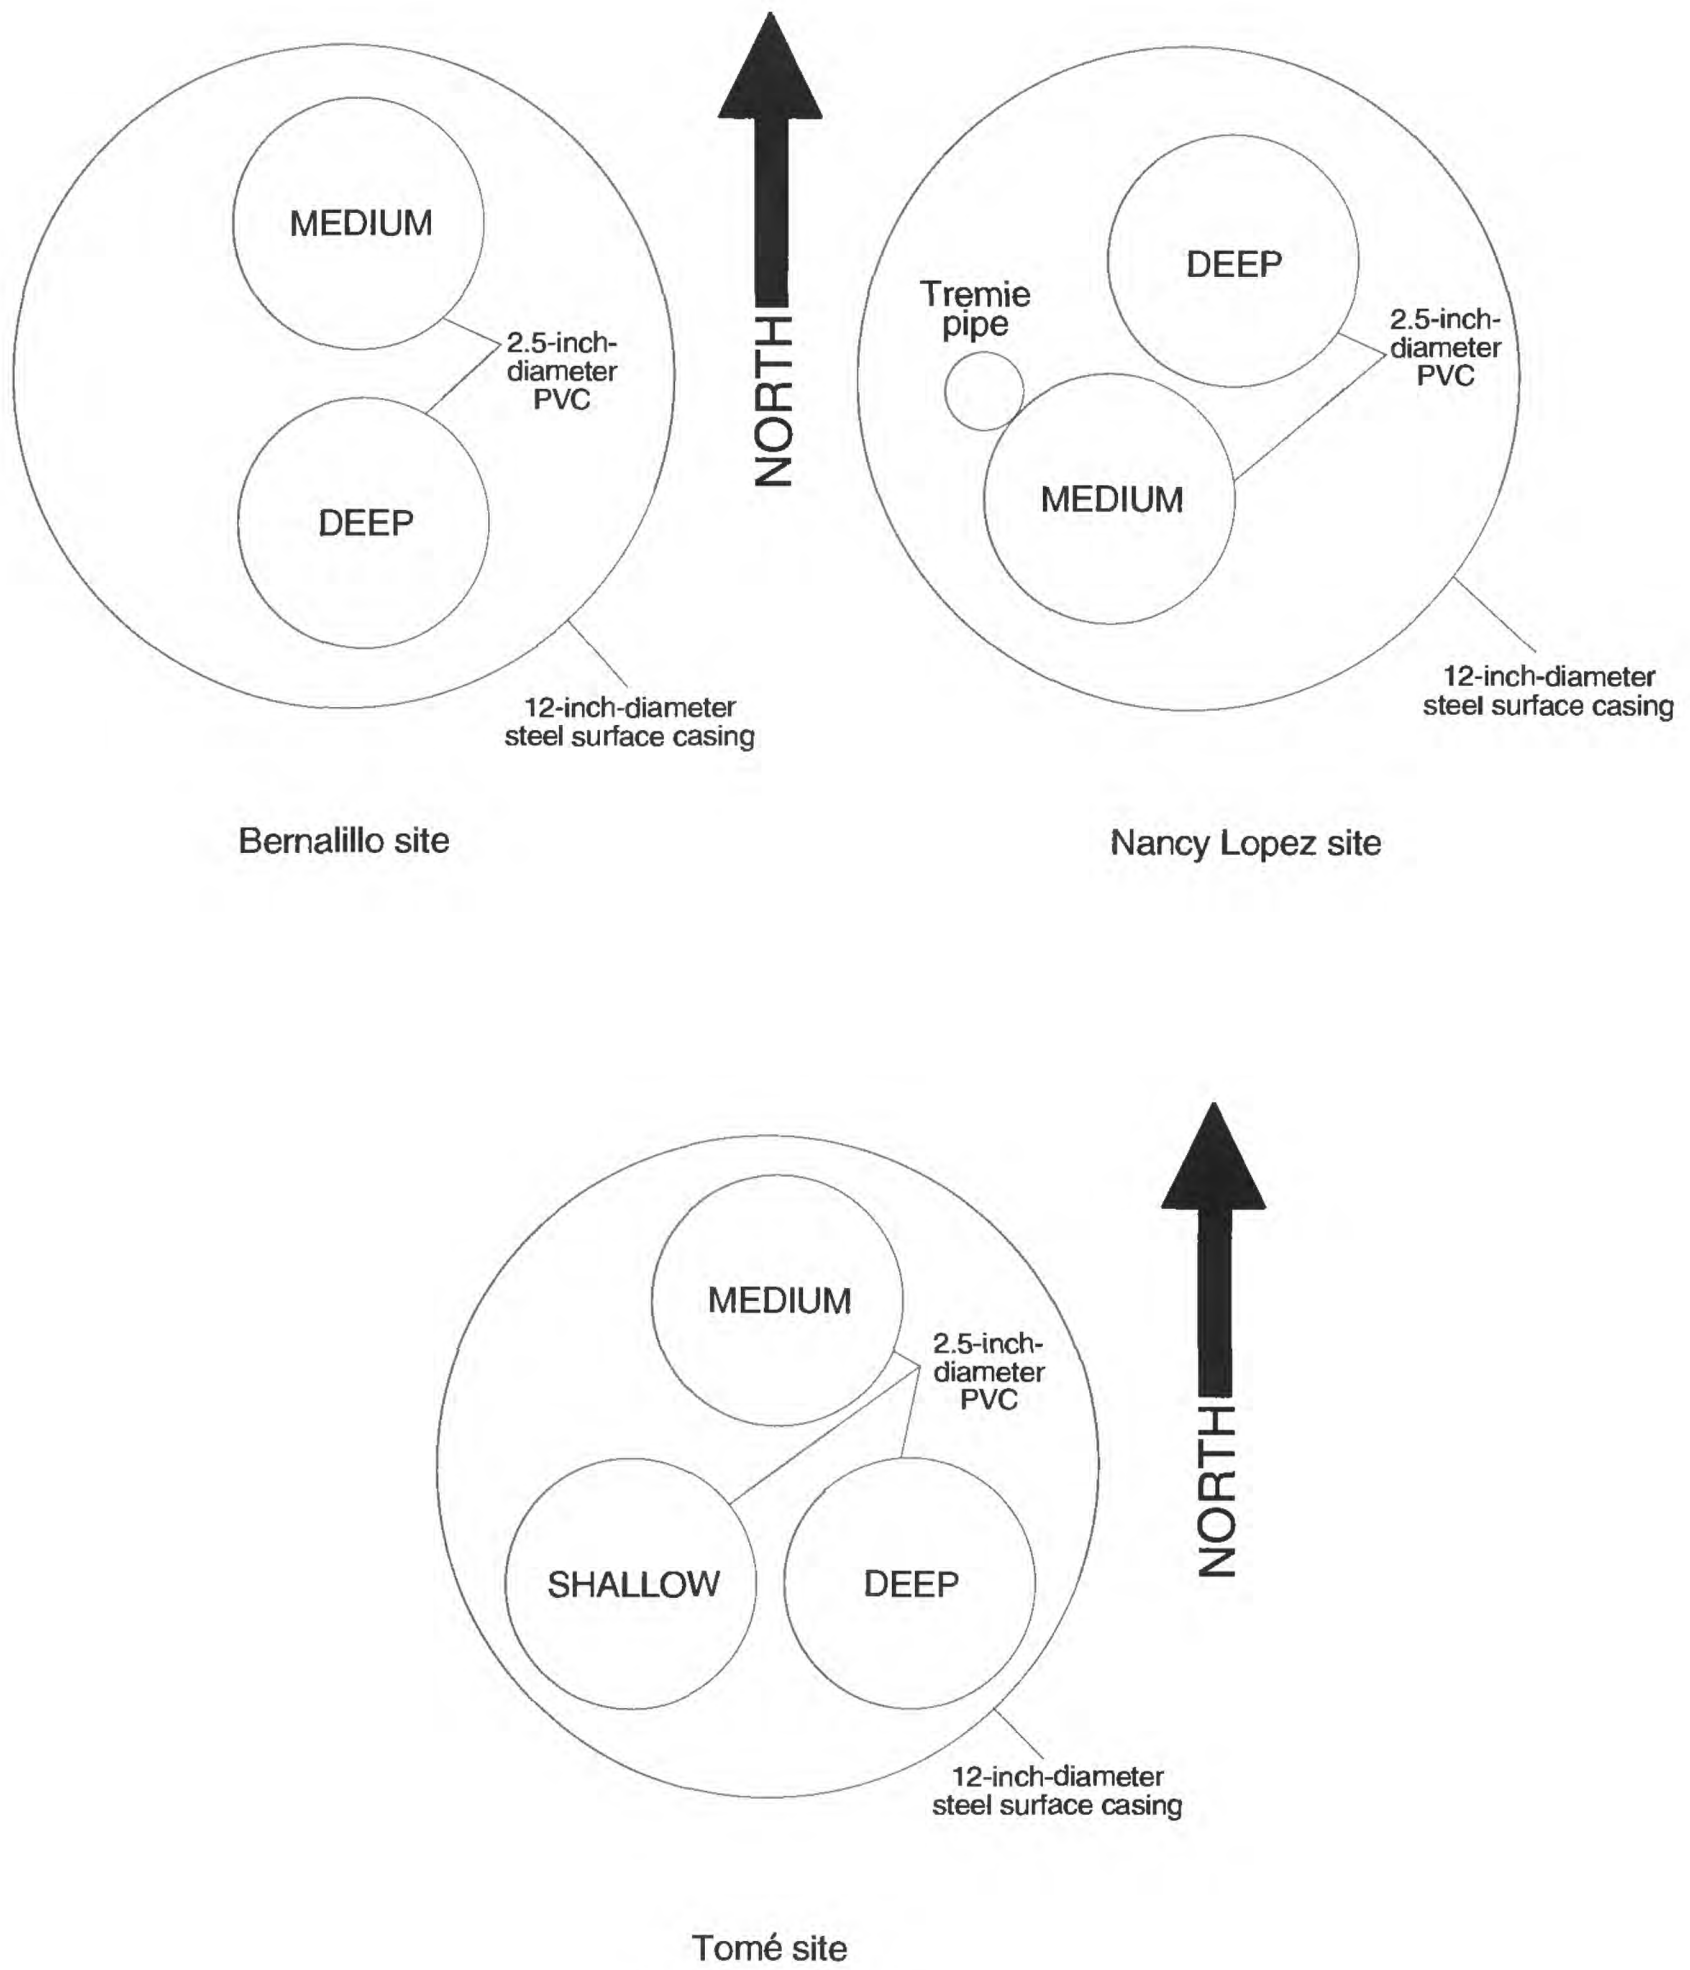 MEDIUM
2.5-inch-
diameter
PVC
DEEP
12-inch-diameter
steel surface casing
Bernalillo site
NORTH
DEEP
Tremie
pipe
2.5-inch-
diameter
PVC
MEDIUM
12-inch-diameter
steel surface casing
Nancy Lopez site
MEDIUM
2.5-inch-
diameter
PVC
SHALLOW
DEEP
12-inch-diameter
steel surface casing
NORTH
Tomé site